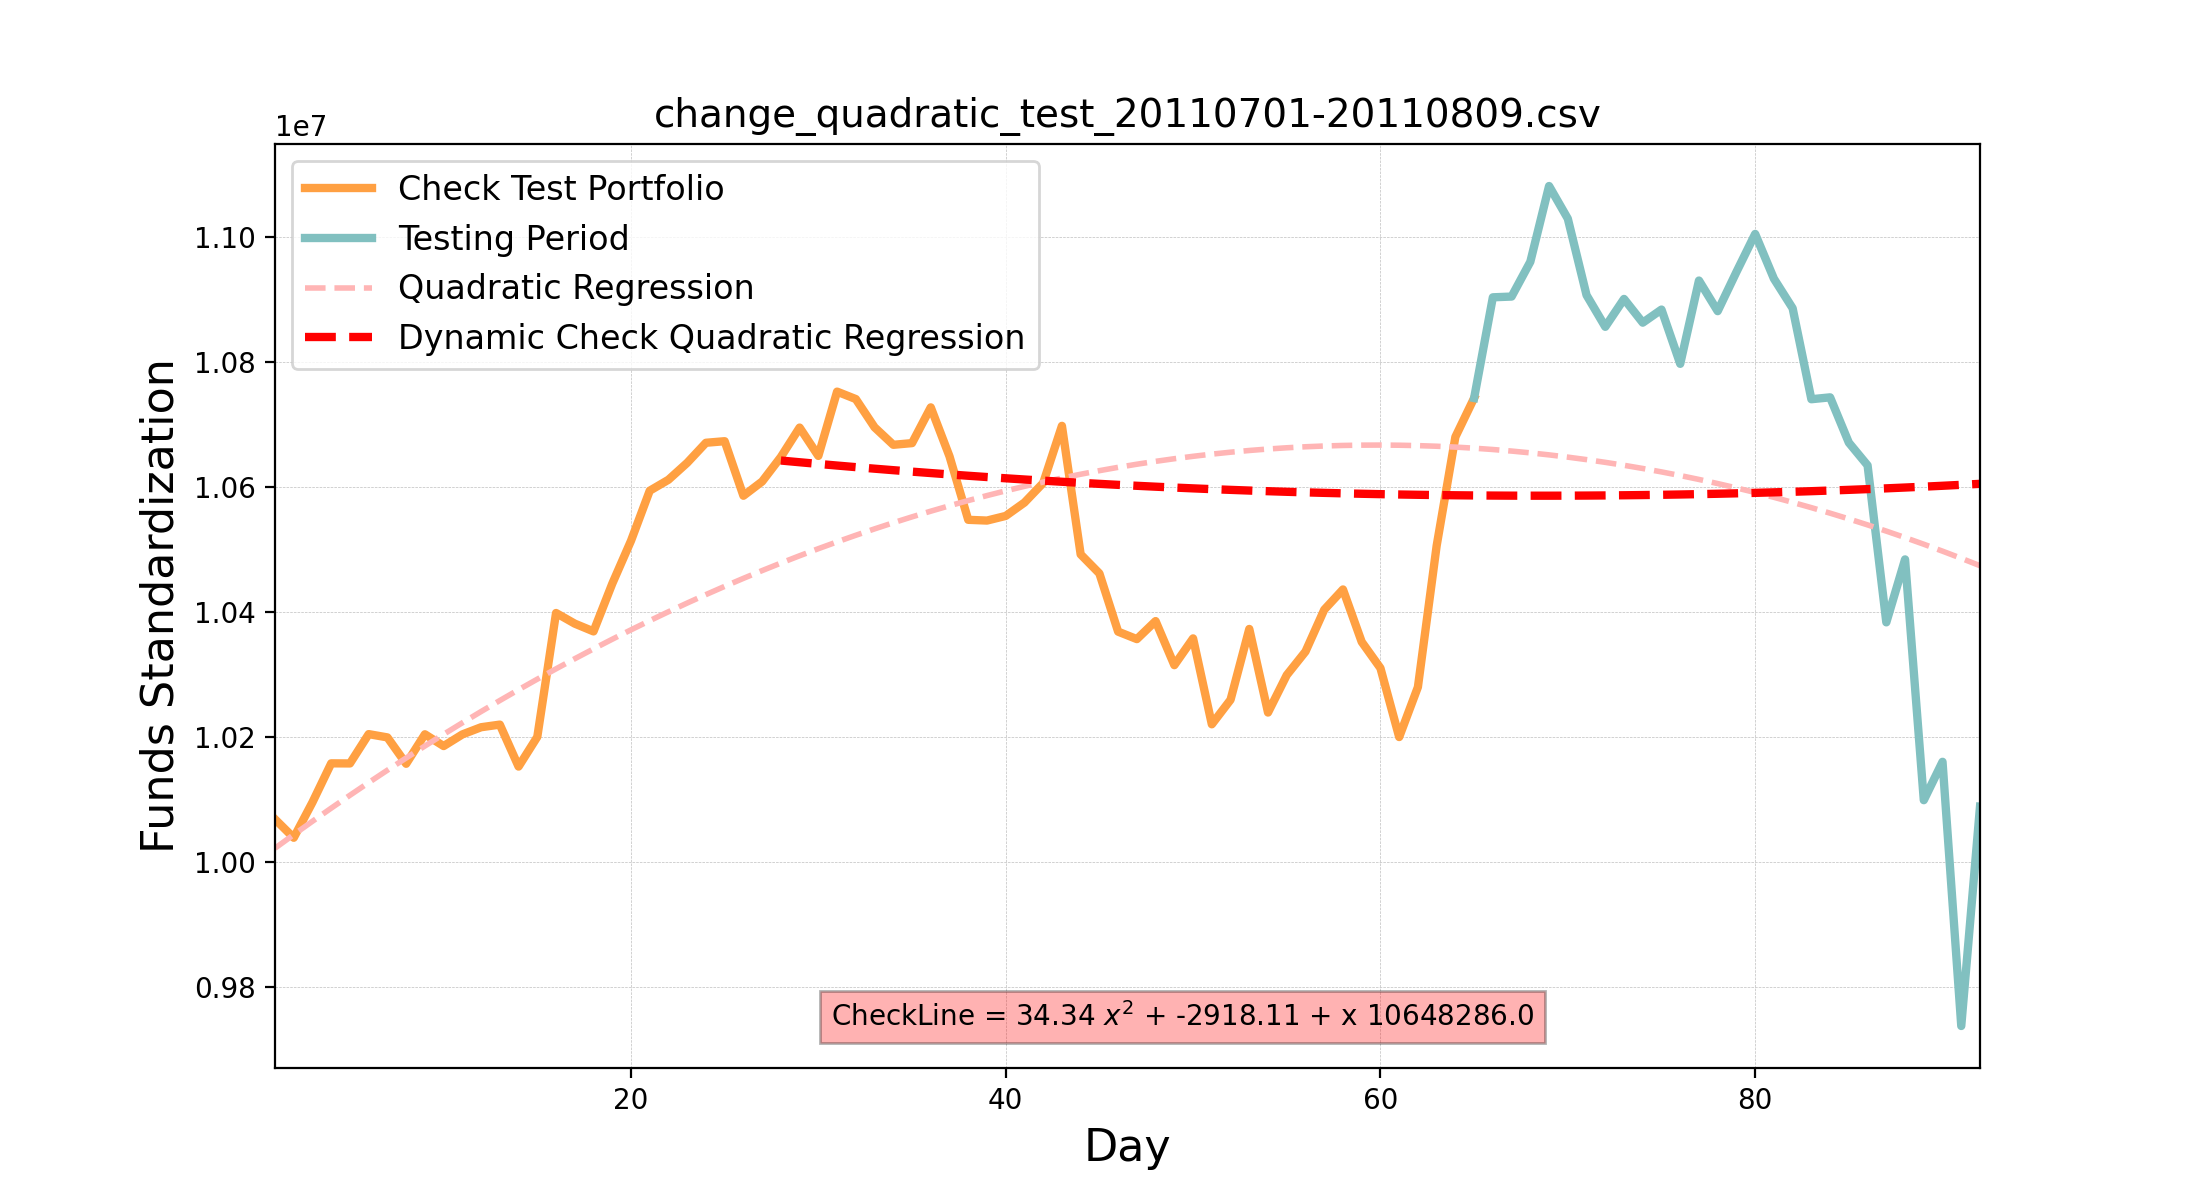 change_quadratic_test_20110701-20110809.csv
1e7
Check Test Portfolio
Testing Period
Quadratic Regression
Dynamic Check Quadratic Regression
1.10
1.08
1.06
1.04
1.02
1.00
0.98
Funds Standardization
CheckLine = 34.34 x² + -2918.11 + x 10648286.0
20 40 60 80
Day